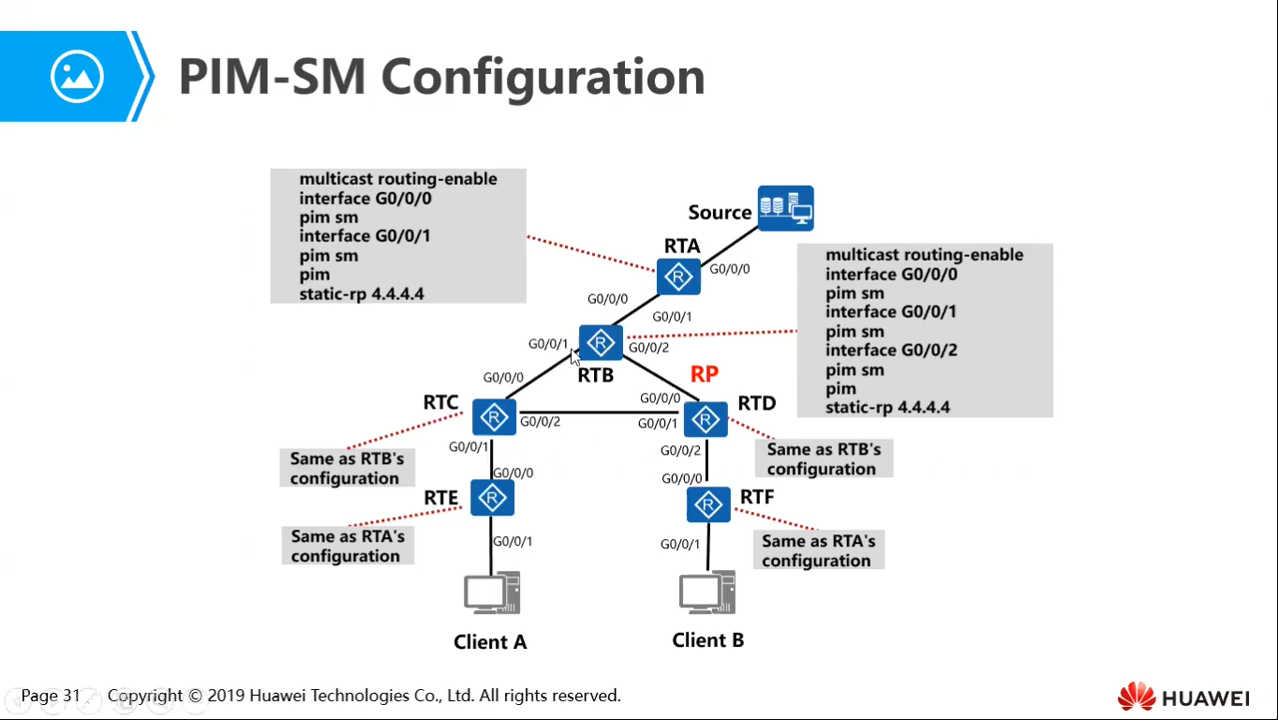 PIM-SM Configuration
multicast routing-enable
interface G0/0/0
pim sm
interface G0/0/1
pim sm
pim
static-rp 4.4.4.4
Source
RTA
G0/0/0
multicast routing-enable
interface G0/0/0
pim sm
interface G0/0/1
pim sm
interface G0/0/2
pim sm
pim
static-rp 4.4.4.4
G0/0/0
G0/0/1
G0/0/1
G0/0/2
RTB
RP
G0/0/0
G0/0/0
RTC
RTD
G0/0/2
G0/0/1
Same as RTB's
configuration
G0/0/1
G0/0/2
Same as RTB's
configuration
G0/0/0
G0/0/0
RTE
RTF
Same as RTA's
configuration
G0/0/1
G0/0/1
Same as RTA's
configuration
Client A
Client B
Page 31
Copyright © 2019 Huawei Technologies Co., Ltd. All rights reserved.
HUAWEI